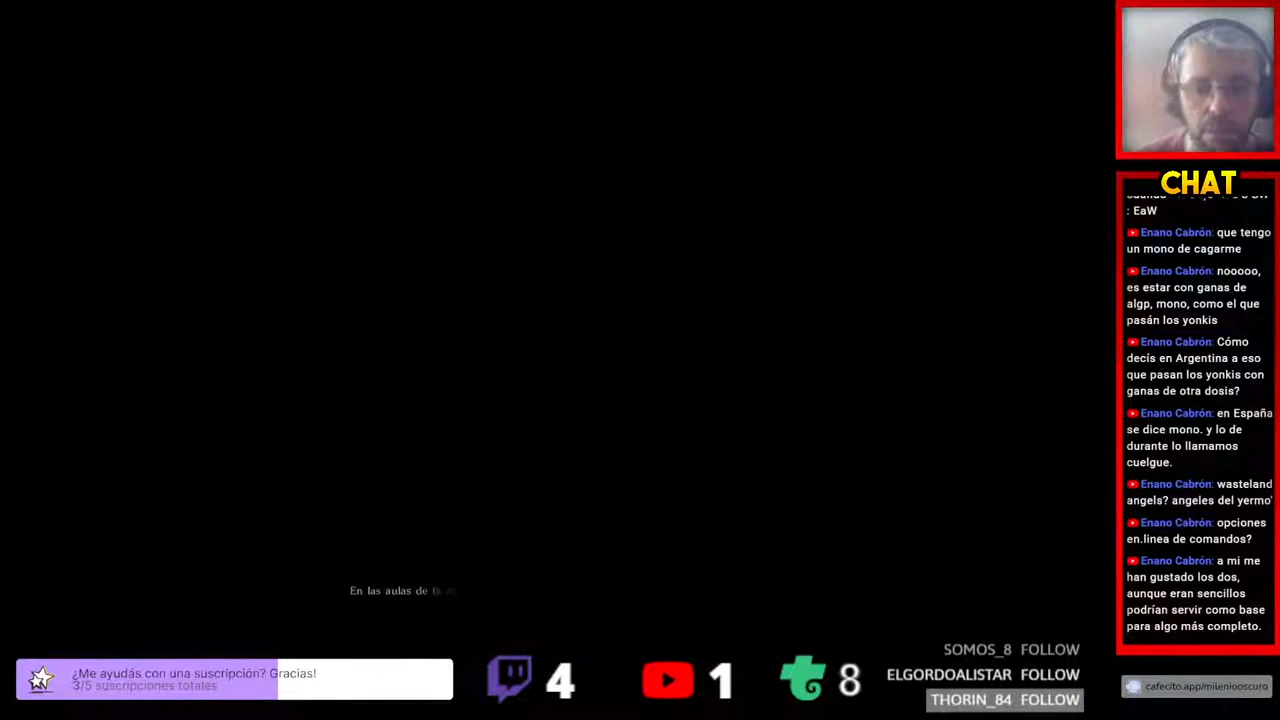 CHAT
: EaW
Enano Cabrón: que tengo
un mono de cagarme
Enano Cabrón: nooooo,
es estar con ganas de
algp, mono, como el que
pasán los yonkis
Enano Cabrón: Cómo
decís en Argentina a eso
que pasan los yonkis con
ganas de otra dosis?
Enano Cabrón: en España
se dice mono. y lo de
durante lo llamamos
cuelgue.
Enano Cabrón: wasteland
angels? angeles del yermo'
Enano Cabrón: opciones
en.linea de comandos?
Enano Cabrón: a mi me
han gustado los dos,
aunque eran sencillos
podrían servir como base
para algo más completo.
En las aulas de
¿Me ayudás con una suscripción? Gracias!
3/5 suscripciones totales
4
1
8
SOMOS_8 FOLLOW
ELGORDOALISTAR FOLLOW
THORIN_84 FOLLOW
cafecito.app/mileniooscuro